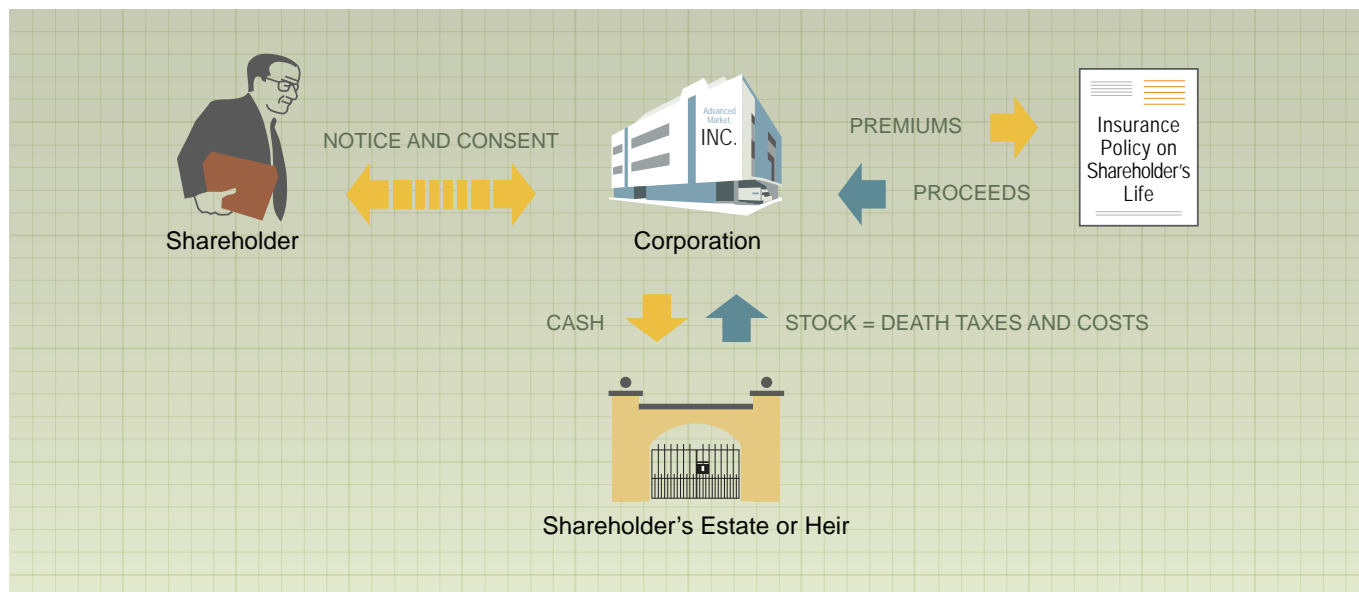 NOTICE AND CONSENT
Shareholder
Advanced
Market,
INC.
Corporation
PREMIUMS
PROCEEDS
Insurance
Policy on
Shareholder's
Life
CASH
STOCK = DEATH TAXES AND COSTS
Shareholder’s Estate or Heir